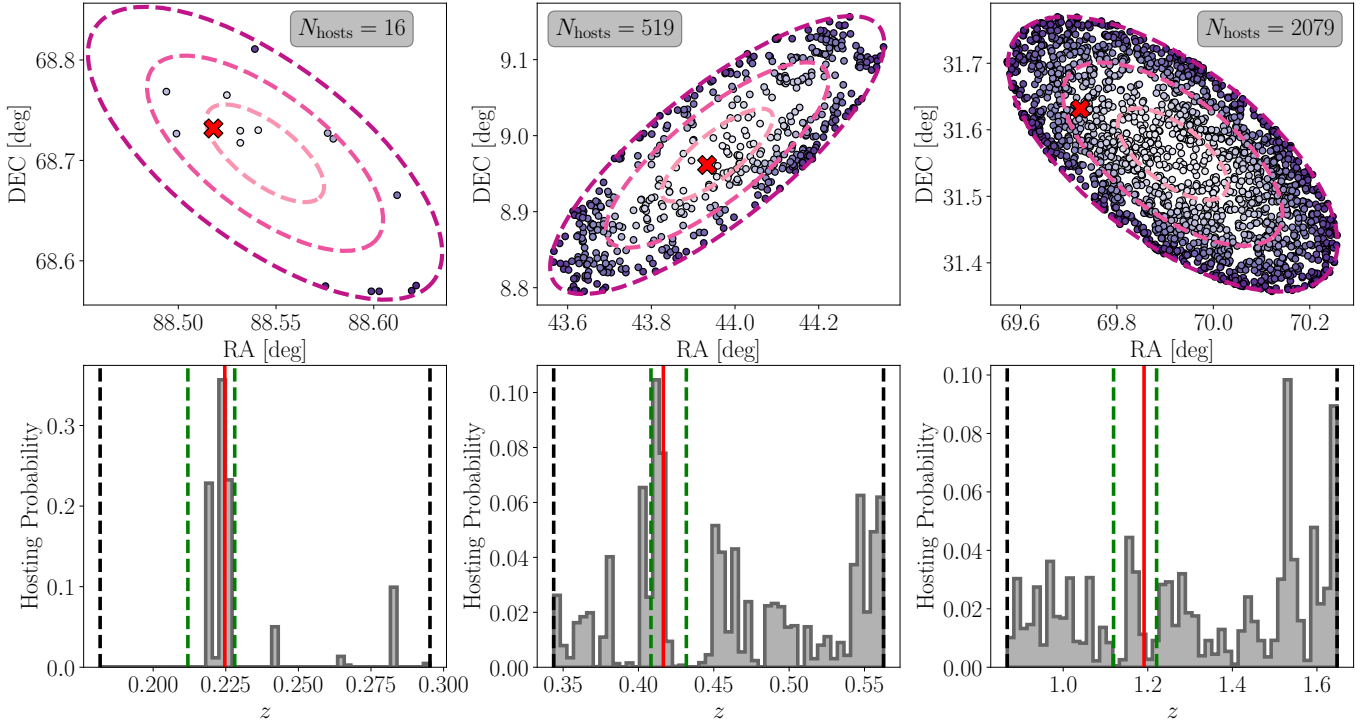 N_hosts = 16
68.8
68.7
68.6
DEC [deg]
88.50 88.55 88.60
RA [deg]
N_hosts = 519
9.1
9.0
8.9
8.8
DEC [deg]
43.6 43.8 44.0 44.2
RA [deg]
N_hosts = 2079
31.7
31.6
31.5
31.4
DEC [deg]
69.6 69.8 70.0 70.2
RA [deg]
0.3
0.2
0.1
0.0
Hosting Probability
0.200 0.225 0.250 0.275 0.300
z
0.10
0.08
0.06
0.04
0.02
0.00
Hosting Probability
0.35 0.40 0.45 0.50 0.55
z
0.10
0.08
0.06
0.04
0.02
0.00
Hosting Probability
1.0 1.2 1.4 1.6
z